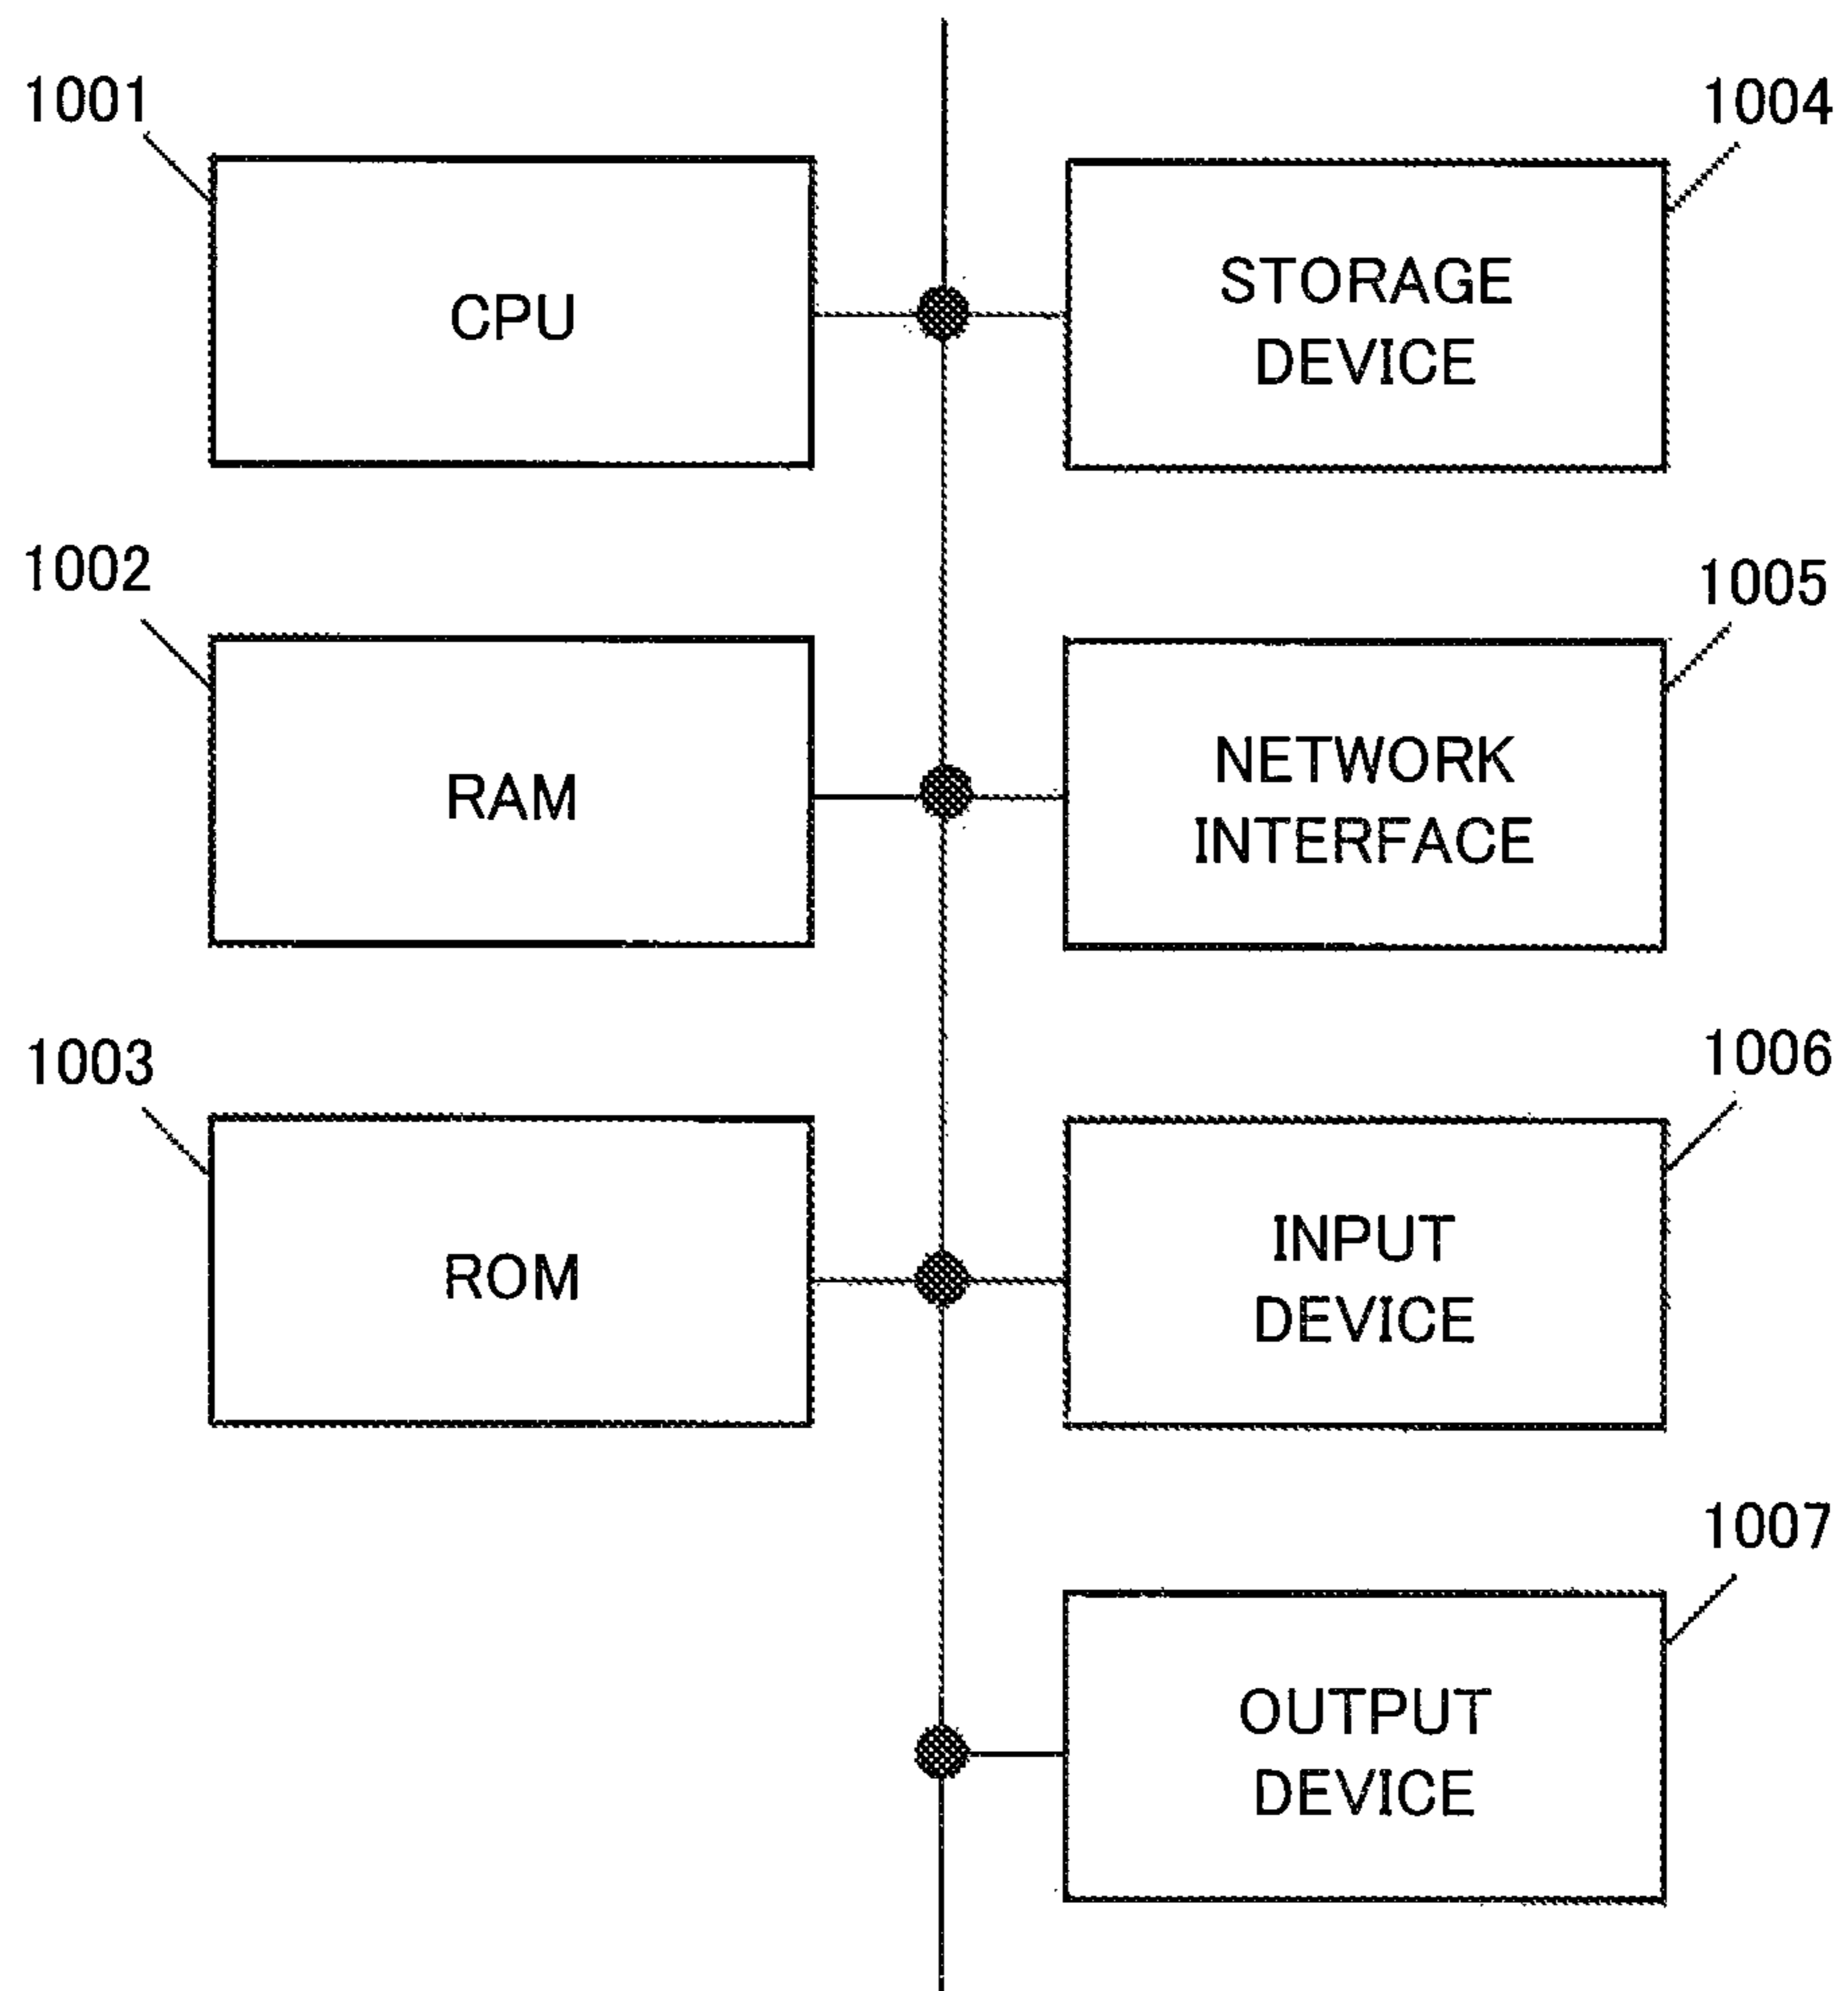 1001
CPU
1004
STORAGE
DEVICE
1002
RAM
1005
NETWORK
INTERFACE
1003
ROM
1006
INPUT
DEVICE
1007
OUTPUT
DEVICE